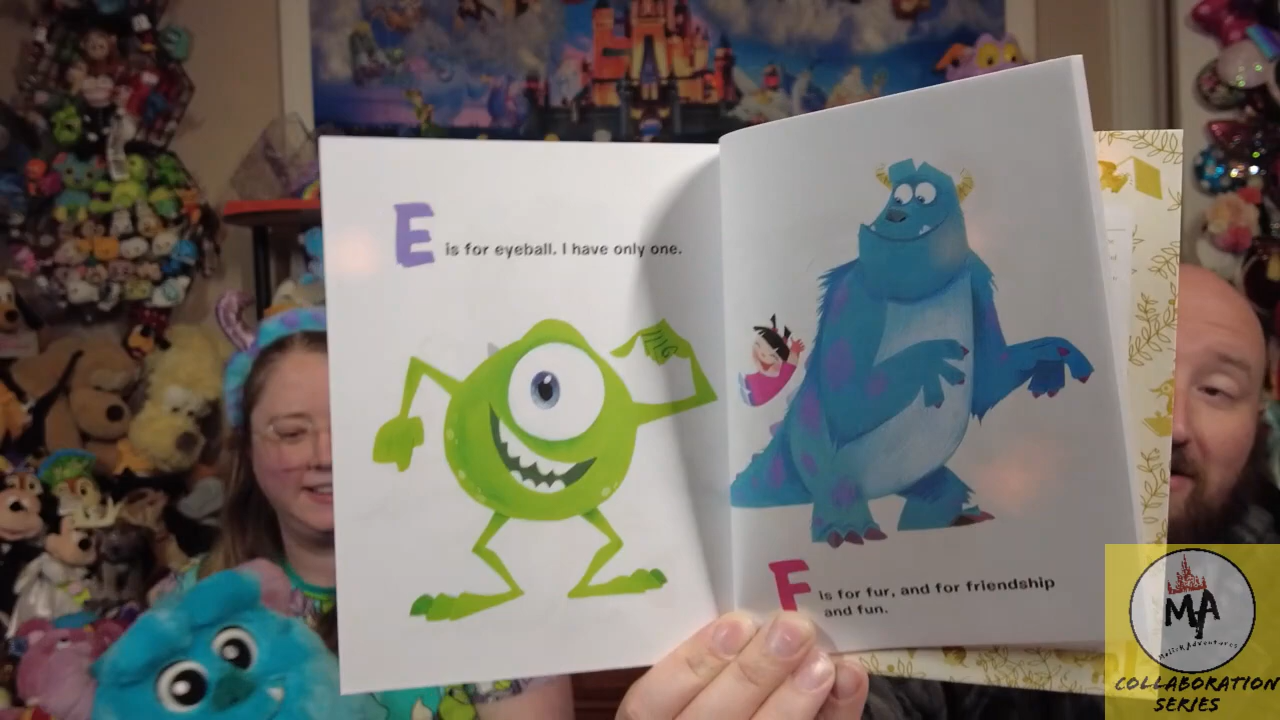 E is for eyeball. I have only one.
F is for fur, and for friendship
and fun.
MA
COLLABORATION
SERIES